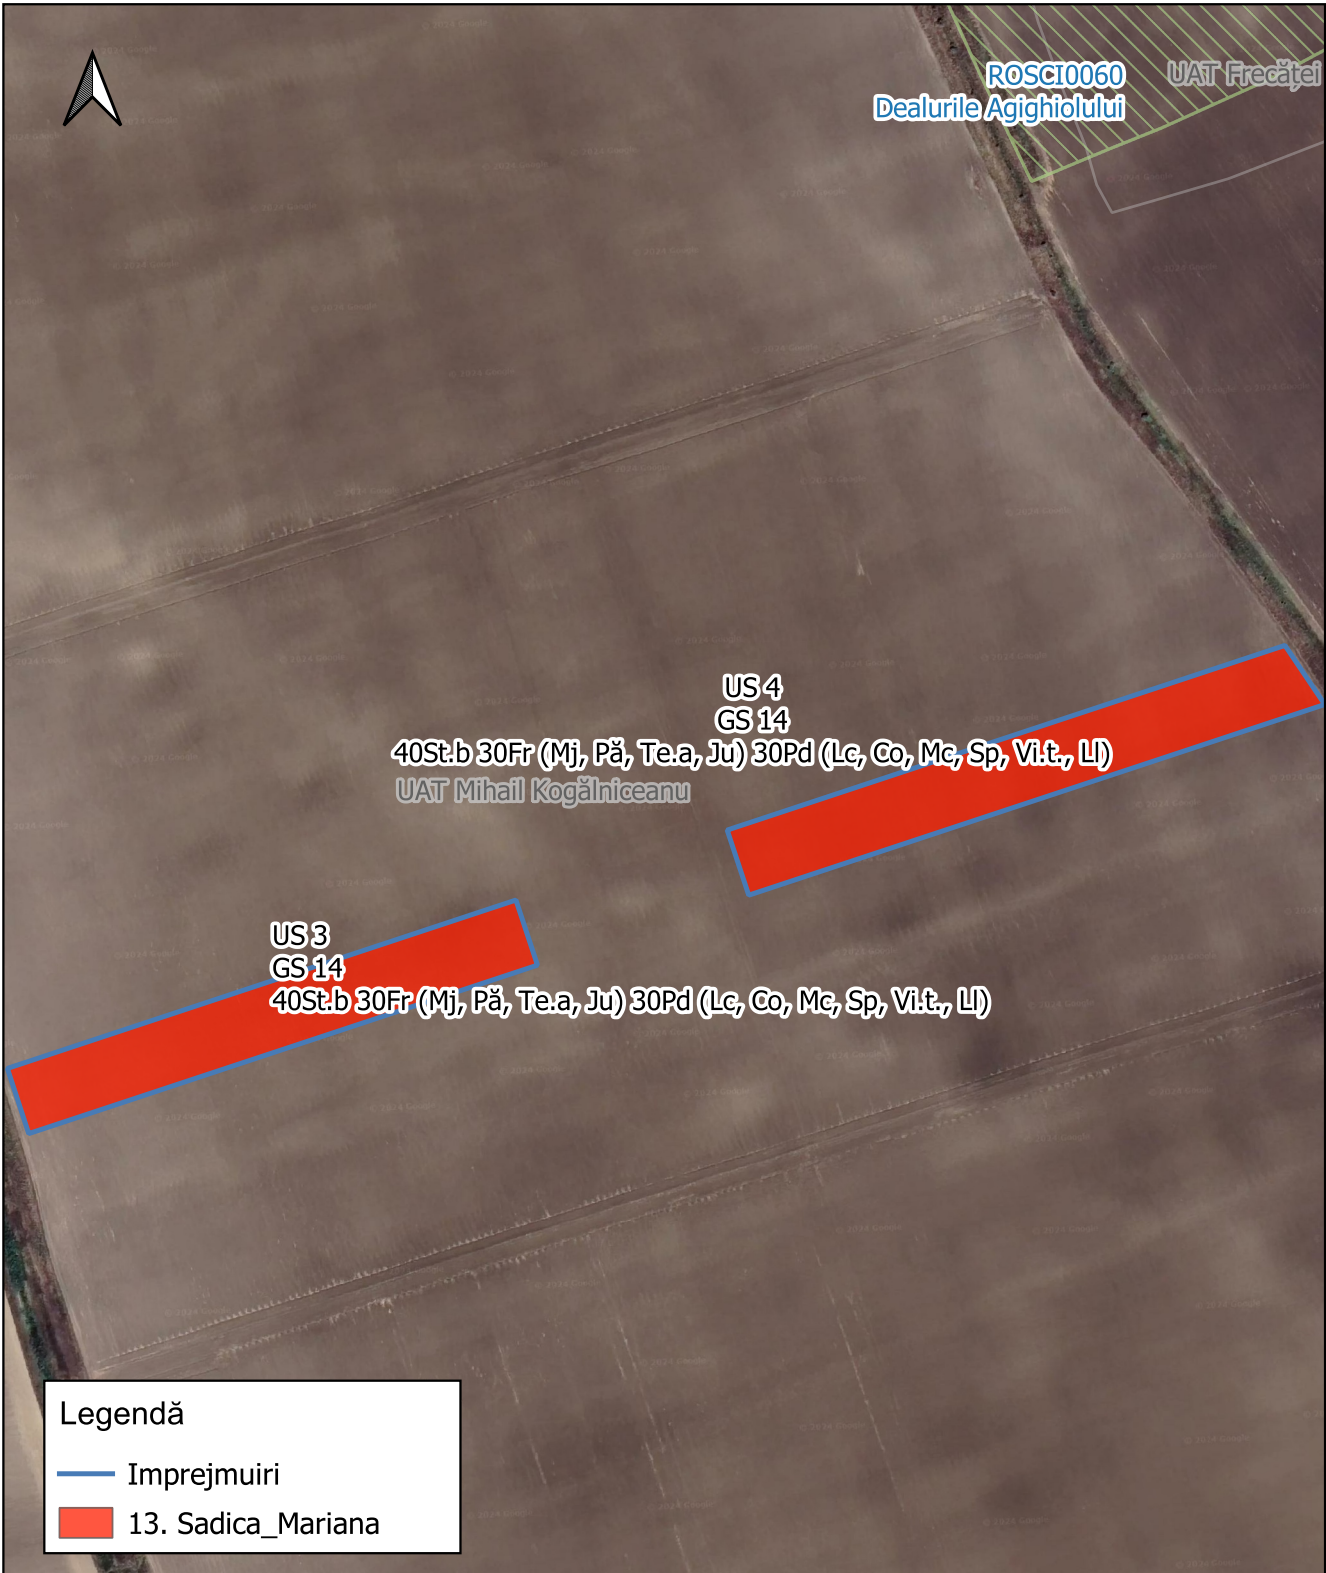 ROSCI0060
Dealurile Agighiolului
UAT Frecăței
US 4
GS 14
40St.b 30Fr (Mj, Pă, Te.a, Ju) 30Pd (Lc, Co, Mc, Sp, Vi.t., Ll)
UAT Mihail Kogălniceanu
US 3
GS 14
40St.b 30Fr (Mj, Pă, Te.a, Ju) 30Pd (Lc, Co, Mc, Sp, Vi.t., Ll)
Legendă
Imprejmuiri
13. Sadica_Mariana